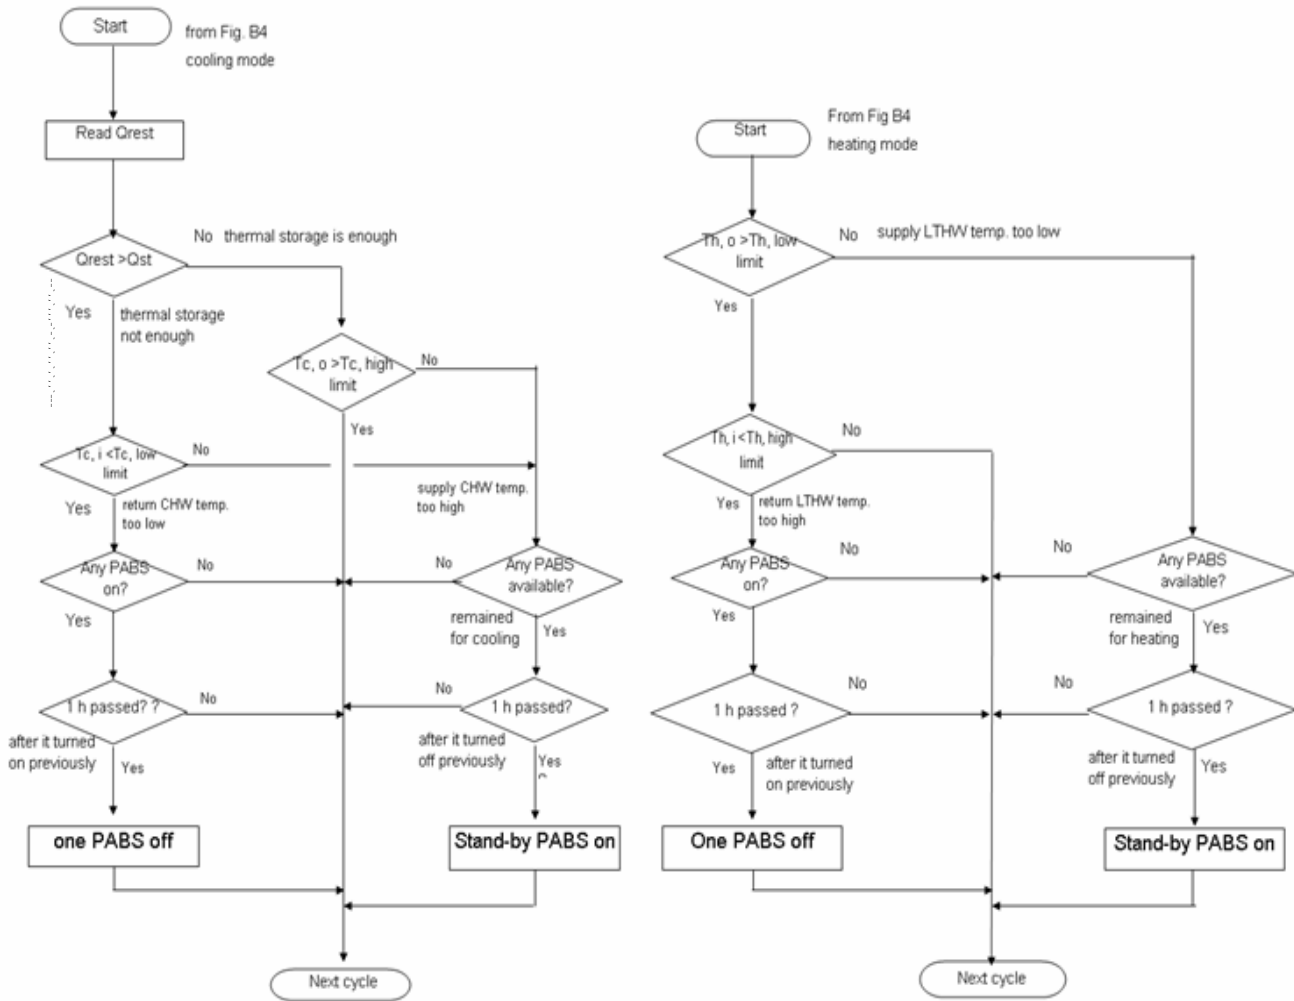 Start
from Fig. B4
cooling mode
Read Qrest
No thermal storage is enough
Qrest >Qst
Yes
thermal storage
not enough
Tc, o >Tc, high
limit
No
Yes
Tc, i <Tc, low
limit
No
Yes
return CHW temp.
too low
supply CHW temp.
too high
Any PABS
on?
No
Yes
No
Any PABS
available?
remained
for cooling
Yes
1 h passed? ?
No
after it turned
on previously
Yes
No
1 h passed?
after it turned
off previously
Yes
one PABS off
Stand-by PABS on
Next cycle
From Fig B4
heating mode
Start
Th, o >Th, low
limit
No supply LTHW temp. too low
Yes
Th, i <Th, high
limit
No
Yes
return LTHW temp.
too high
Any PABS
on?
No
Yes
No
Any PABS
available?
remained
for heating
Yes
1 h passed ?
No
Yes
after it turned
on previously
No
1 h passed ?
after it turned
off previously
Yes
One PABS off
Stand-by PABS on
Next cycle